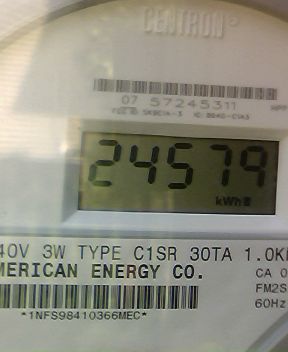 CENTRON®
07 57245311
24579
kWh
40V 3W TYPE C1SR 30TA 1.0K
MERICAN ENERGY CO.
CA 0
FM2S
*1NFS98410366MEC*
60Hz